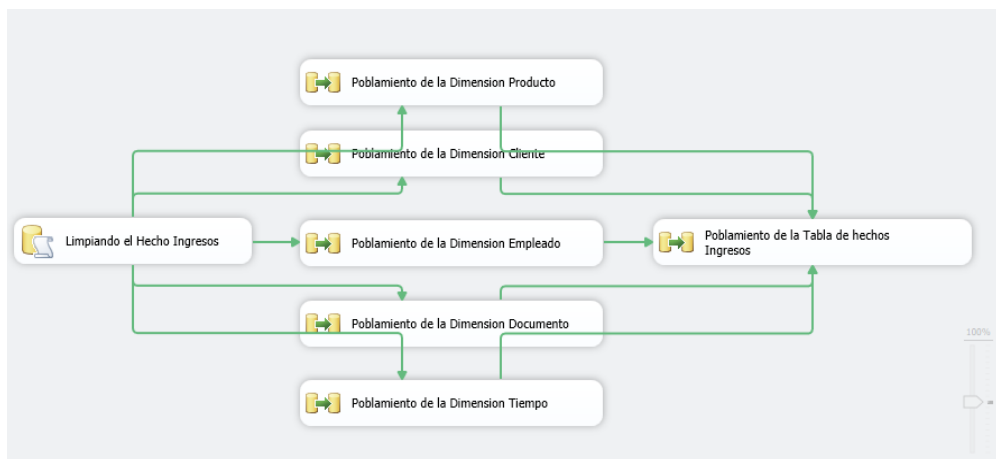 Poblamiento de la Dimension Producto
Poblamiento de la Dimension Cliente
Limpiando el Hecho Ingresos
Poblamiento de la Dimension Empleado
Poblamiento de la Tabla de hechos
Ingresos
Poblamiento de la Dimension Documento
100%
Poblamiento de la Dimension Tiempo